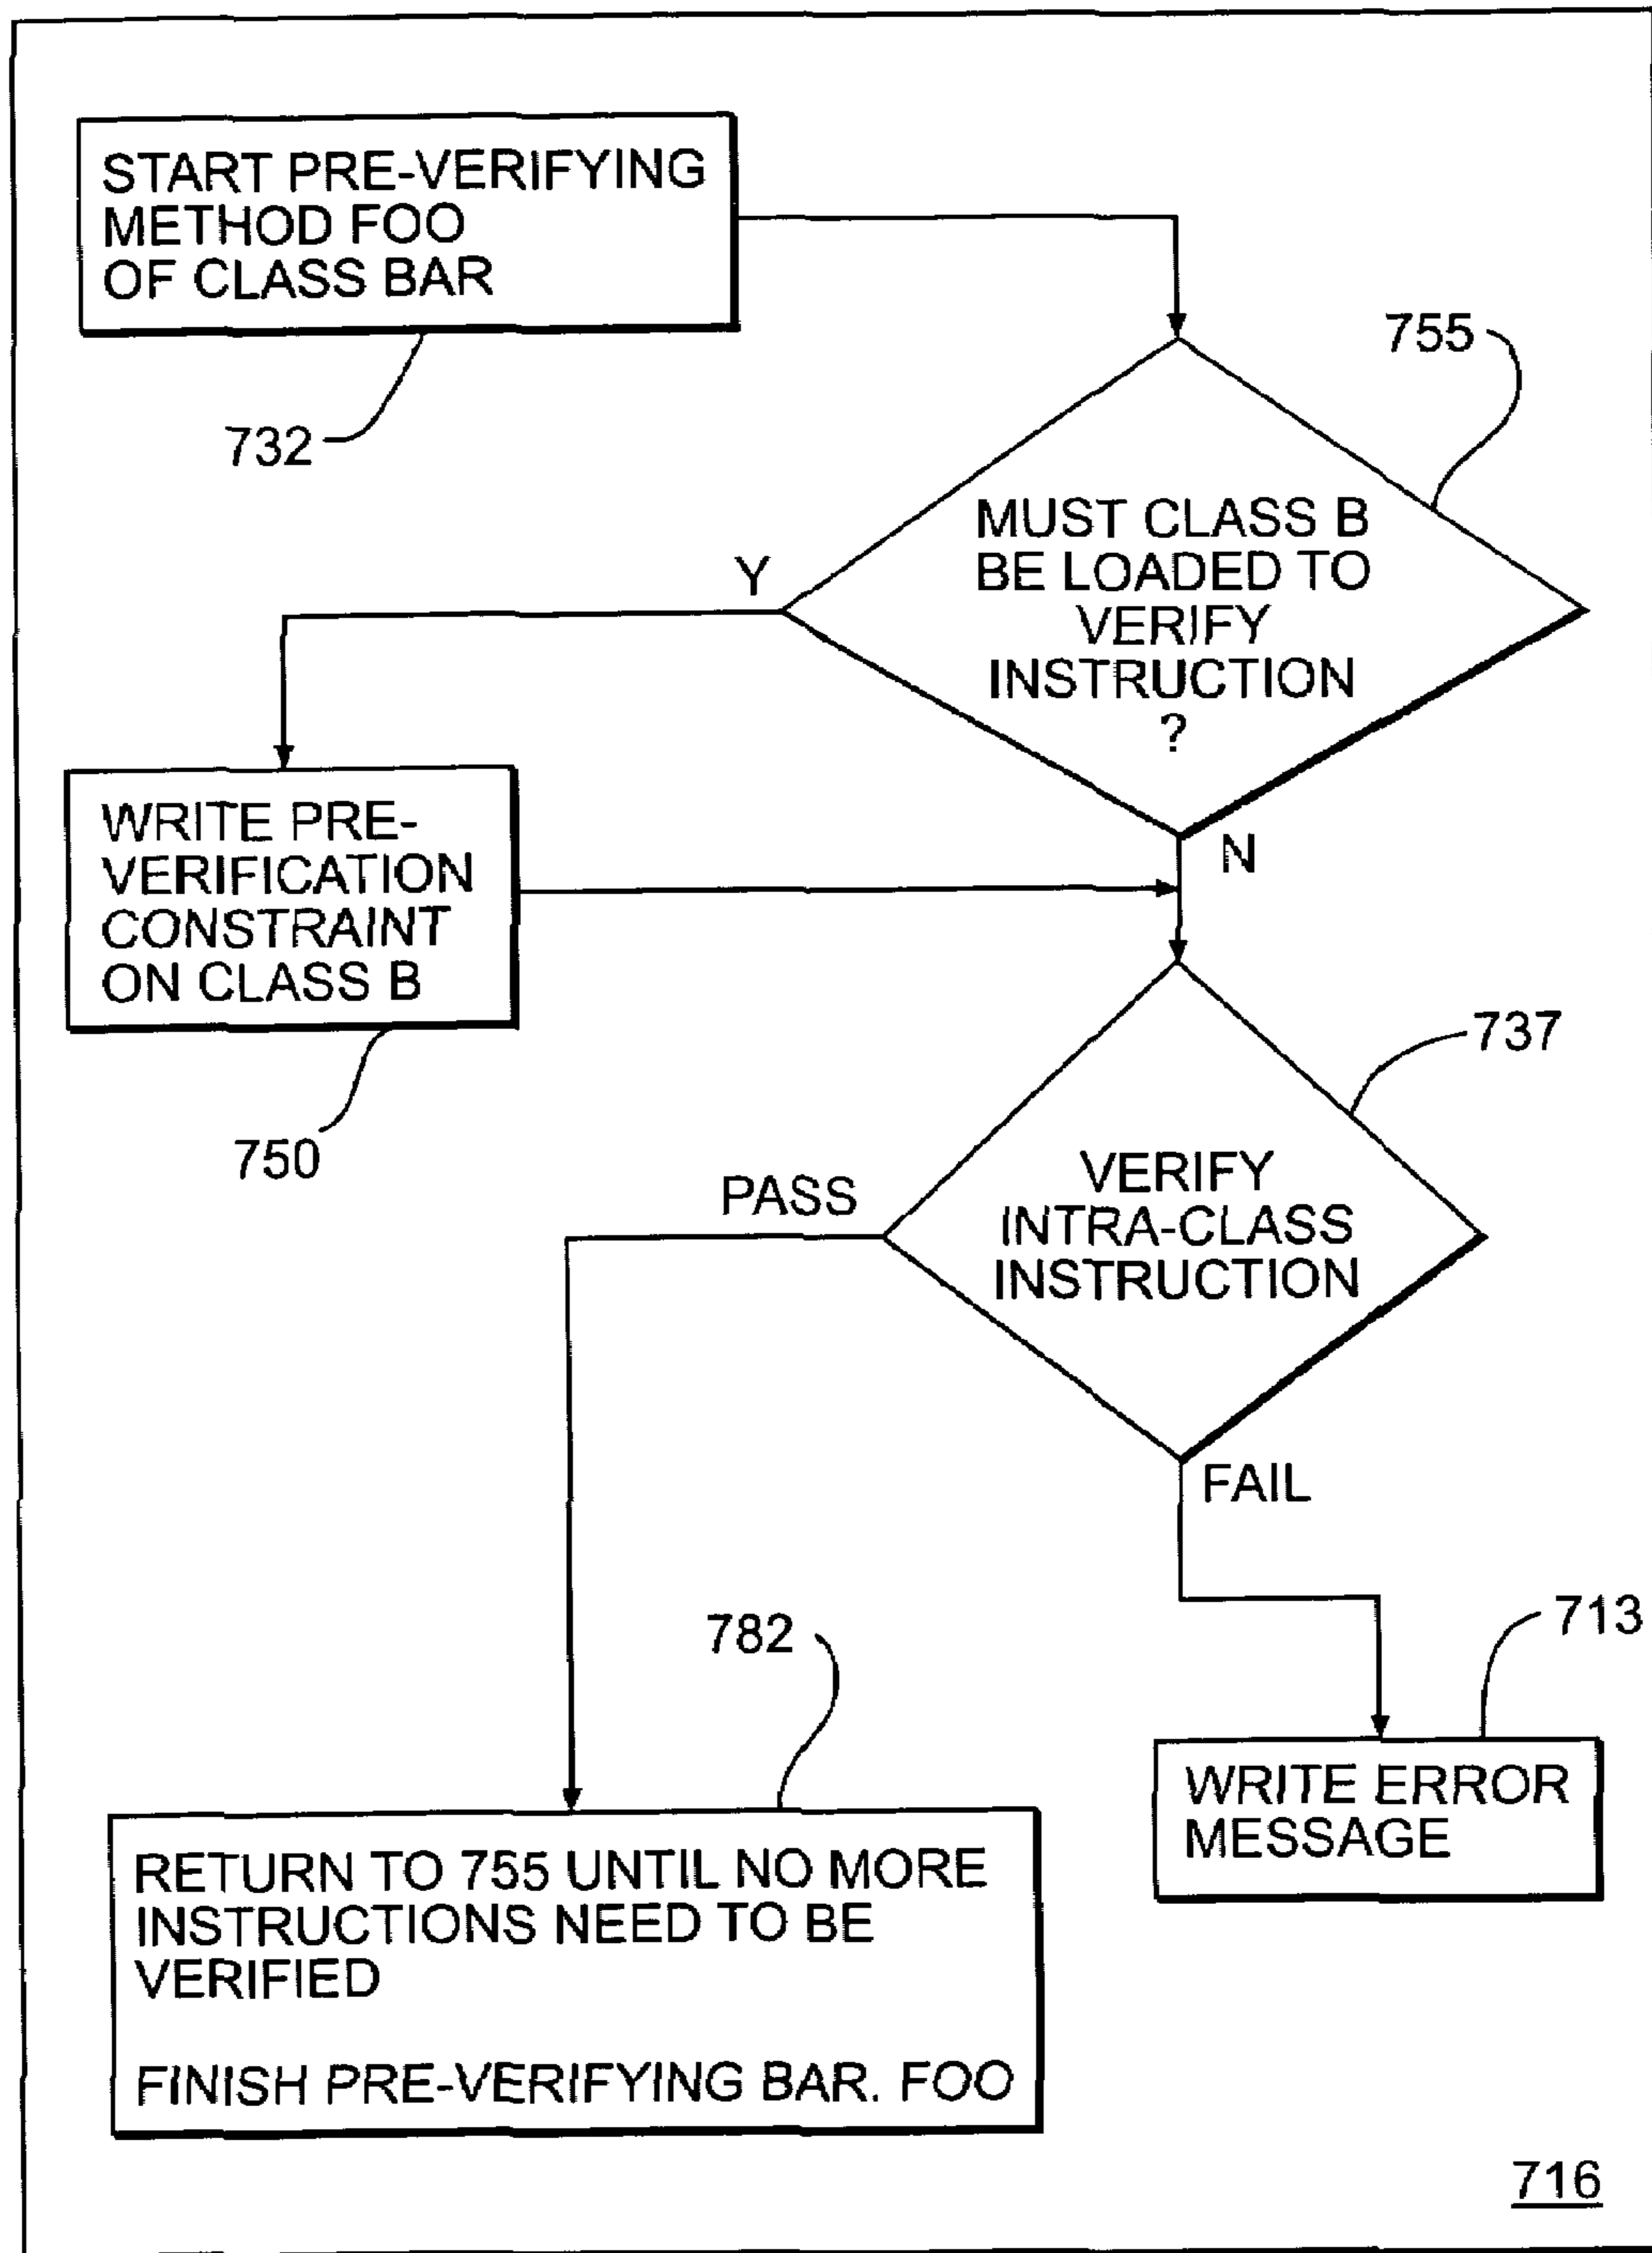 START PRE-VERIFYING
METHOD FOO
OF CLASS BAR
732
755
MUST CLASS B
BE LOADED TO
VERIFY
INSTRUCTION
?
Y
N
WRITE PRE-
VERIFICATION
CONSTRAINT
ON CLASS B
750
737
VERIFY
INTRA-CLASS
INSTRUCTION
PASS
FAIL
782
713
WRITE ERROR
MESSAGE
RETURN TO 755 UNTIL NO MORE
INSTRUCTIONS NEED TO BE
VERIFIED
FINISH PRE-VERIFYING BAR. FOO
716